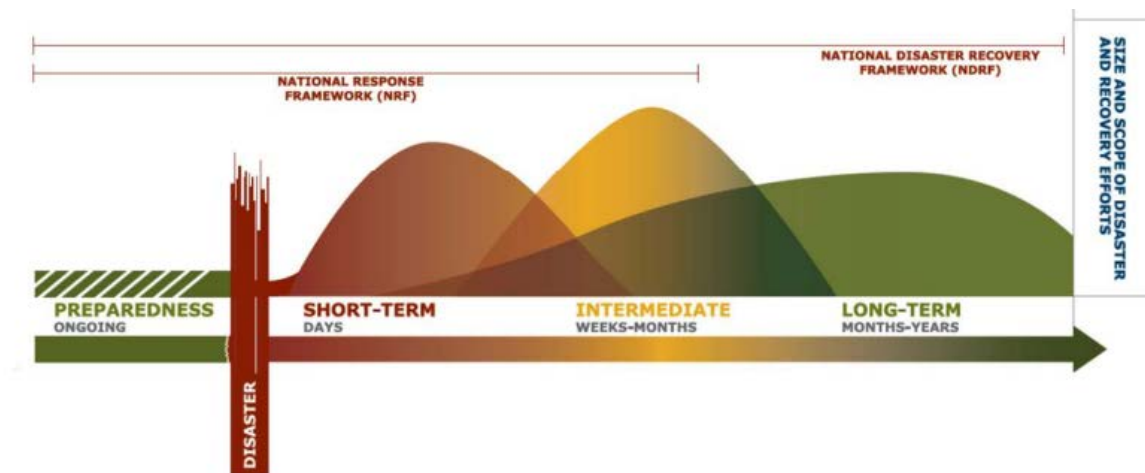 NATIONAL DISASTER RECOVERY
FRAMEWORK (NDRF)
NATIONAL RESPONSE
FRAMEWORK (NRF)
SIZE AND SCOPE OF DISASTER
AND RECOVERY EFFORTS
PREPAREDNESS
ONGOING
SHORT-TERM
DAYS
INTERMEDIATE
WEEKS-MONTHS
LONG-TERM
MONTHS-YEARS
DISASTER